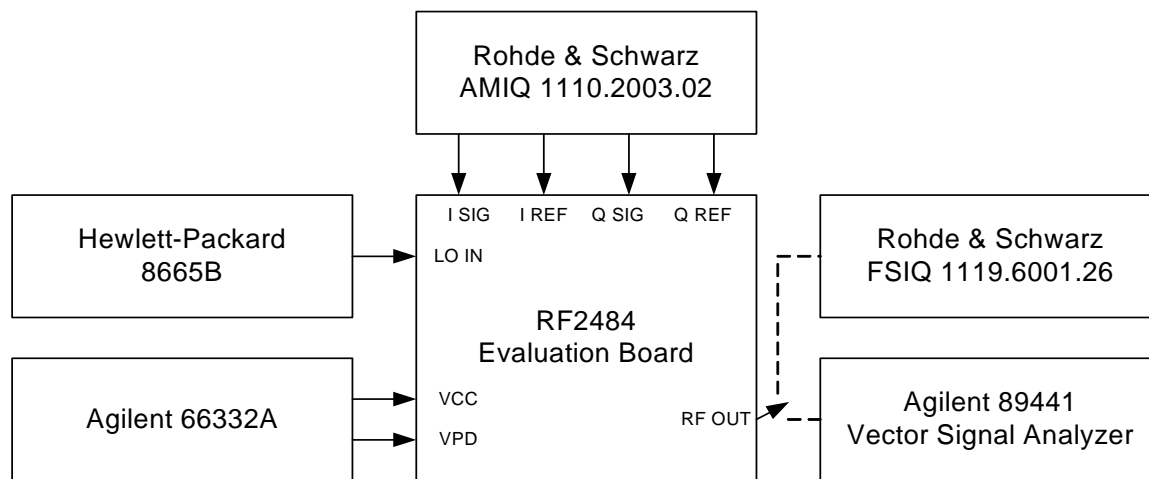 Rohde & Schwarz
AMIQ 1110.2003.02
I SIG I REF Q SIG Q REF
Hewlett-Packard
8665B
LO IN
Rohde & Schwarz
FSIQ 1119.6001.26
RF2484
Evaluation Board
Agilent 66332A
VCC
VPD
RF OUT
Agilent 89441
Vector Signal Analyzer